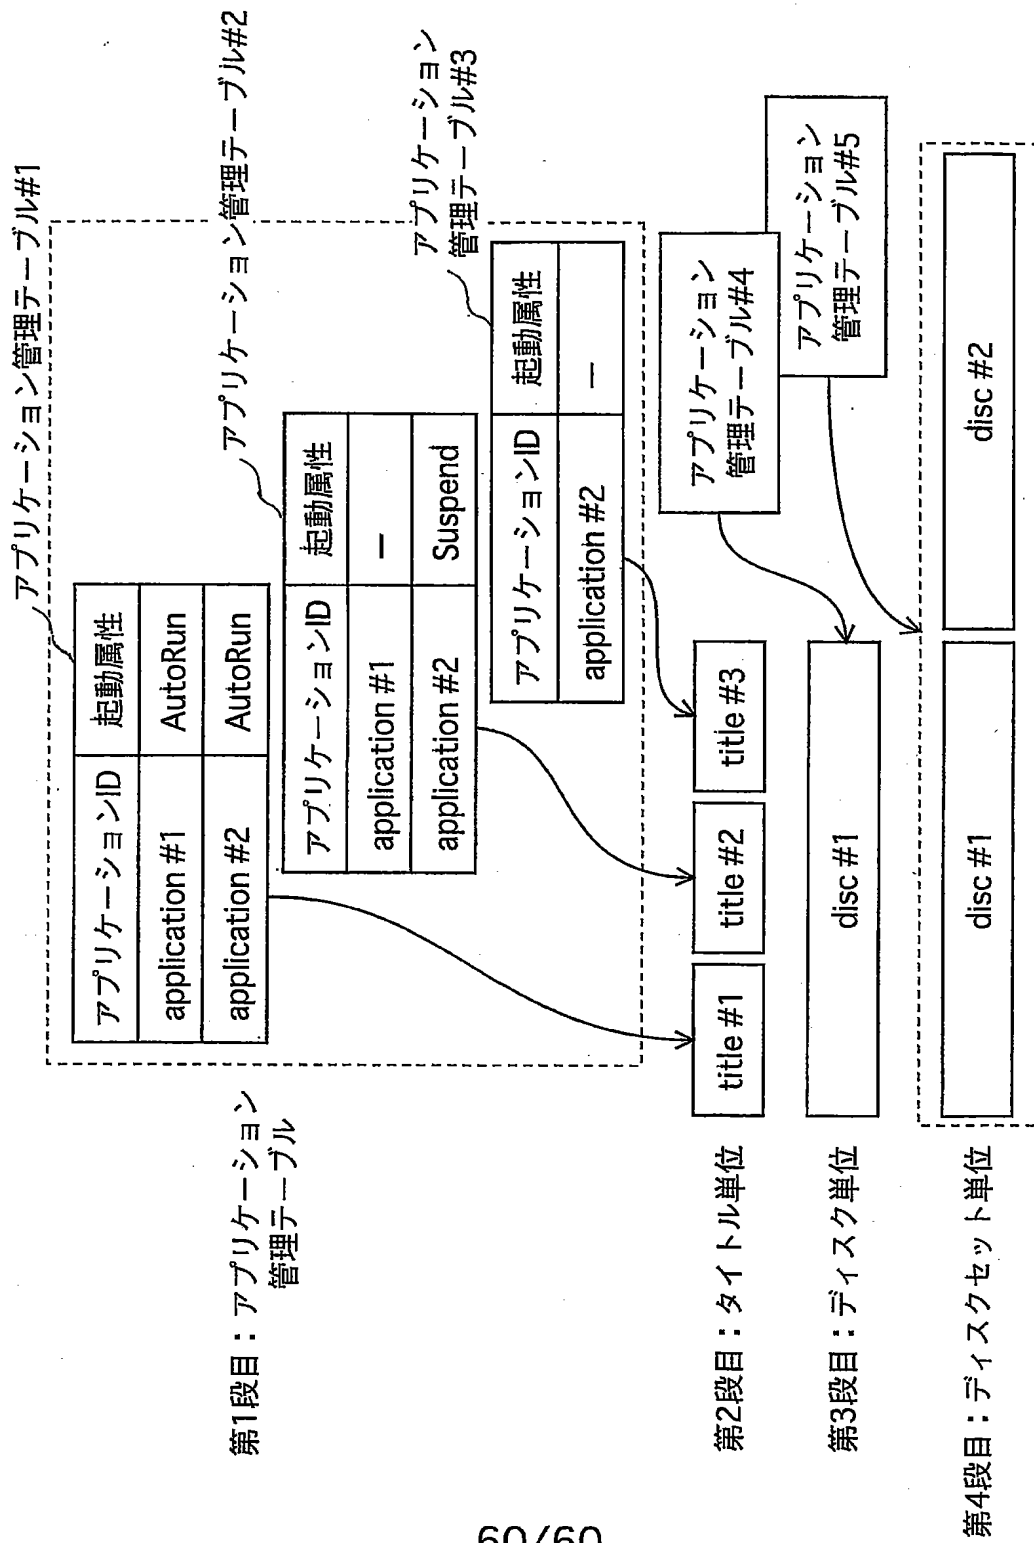 アプリケーション管理テーブル#1
アプリケーションID 起動属性
application #1 AutoRun
application #2 AutoRun
アプリケーション管理テーブル#2
アプリケーションID 起動属性
application #1 —
application #2 Suspend
アプリケーション
管理テーブル#3
アプリケーションID 起動属性
application #2 —
第1段目：アプリケーション
管理テーブル
アプリケーション
管理テーブル#4
アプリケーション
管理テーブル#5
第2段目：タイトル単位
title #1 title #2 title #3
第3段目：ディスク単位
disc #1
第4段目：ディスクセット単位
disc #1 disc #2
60/60